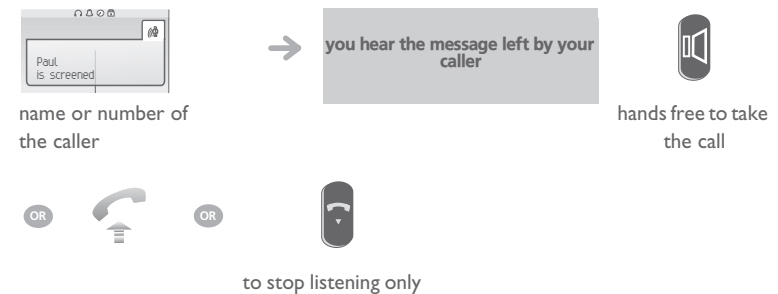 Paul
is screened
name or number of
the caller
you hear the message left by your
caller
hands free to take
the call
OR
OR
to stop listening only